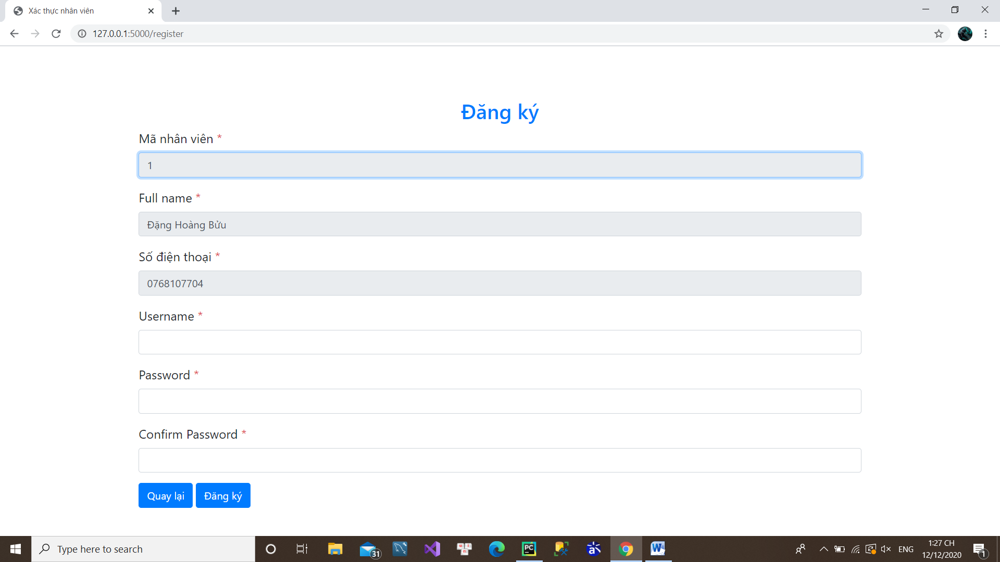 Xác thực nhân viên
127.0.0.1:5000/register
Đăng ký
Mã nhân viên *
1
Full name *
Đặng Hoàng Bửu
Số điện thoại *
0768107704
Username *
Password *
Confirm Password *
Quay lại Đăng ký
Type here to search
31
PC
W
ENG
1:27 CH
12/12/2020
1